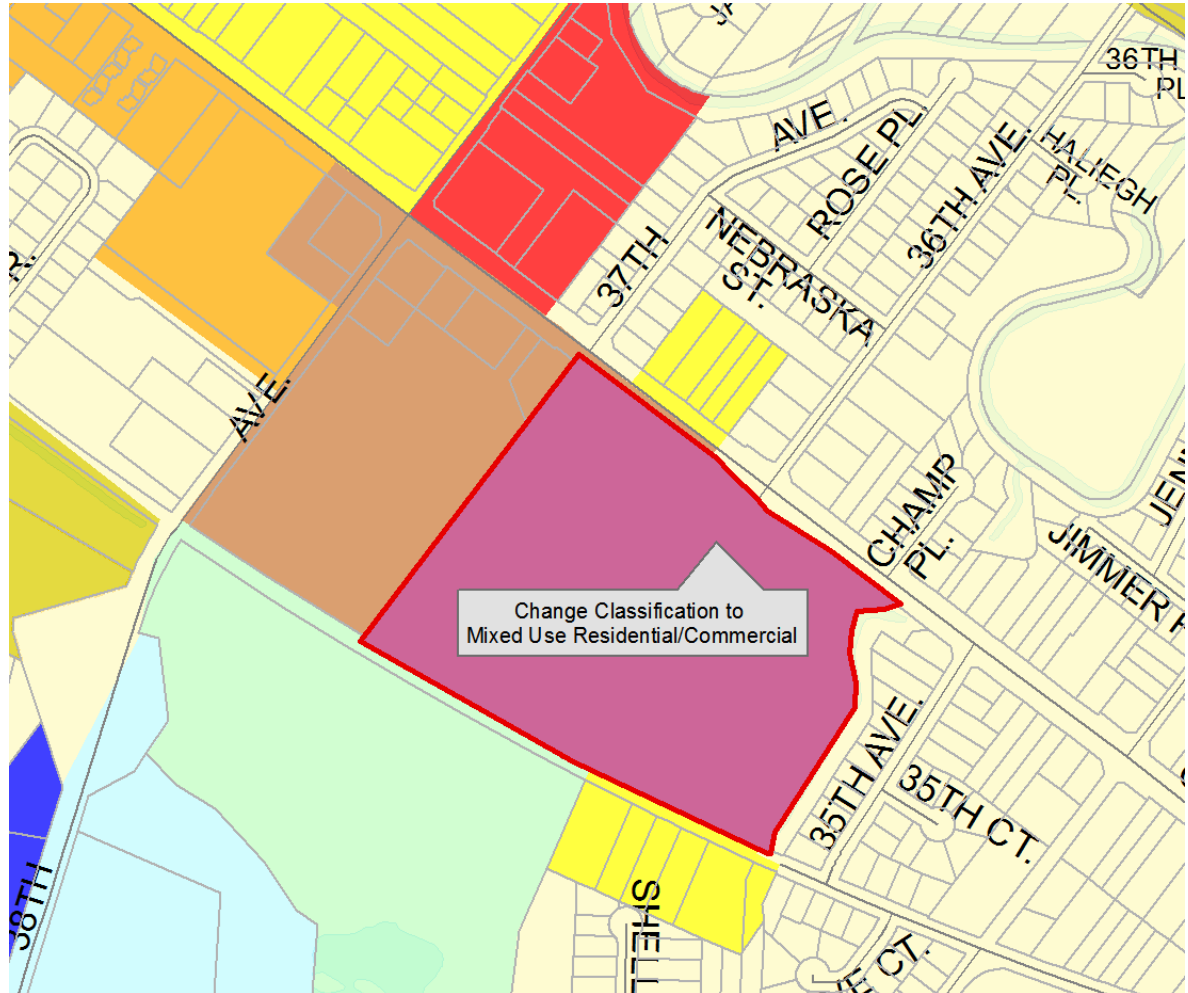 36TH
PL
AVE.
ROSE PL.
36TH AVE.
HALIEGH
PL.
NEBRASKA
ST.
37TH
AVE.
CHAMP
PL.
JIMMER
Change Classification to
Mixed Use Residential/Commercial
35TH AVE.
35TH CT.
38TH
CT.